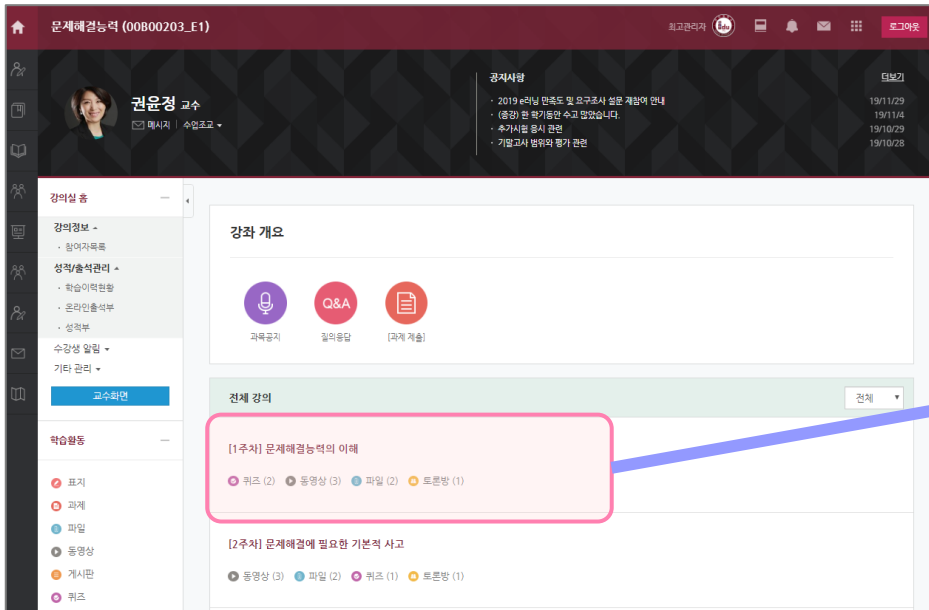 문제해결능력 (00B00203_E1)
최고관리자
로그아웃
권윤정 교수
메시지 | 수업조교
공지사항 더보기
· 2019 e러닝 만족도 및 요구조사 설문 재참여 안내 19/11/29
· (종강) 한 학기동안 수고 많았습니다. 19/11/4
· 추가시험 응시 관련 19/10/29
· 기말고사 범위와 평가 관련 19/10/28
강의실 홈
강의정보
· 참여자목록
성적/출석관리
· 학습이력현황
· 온라인출석부
· 성적부
수강생 알림
기타 관리
교수화면
학습활동
표지
과제
파일
동영상
게시판
퀴즈
강좌 개요
Q&A
과목공지 질의응답 [과제 제출]
전체 강의 전체
[1주차] 문제해결능력의 이해
퀴즈 (2) 동영상 (3) 파일 (2) 토론방 (1)
[2주차] 문제해결에 필요한 기본적 사고
동영상 (3) 파일 (2) 퀴즈 (1) 토론방 (1)